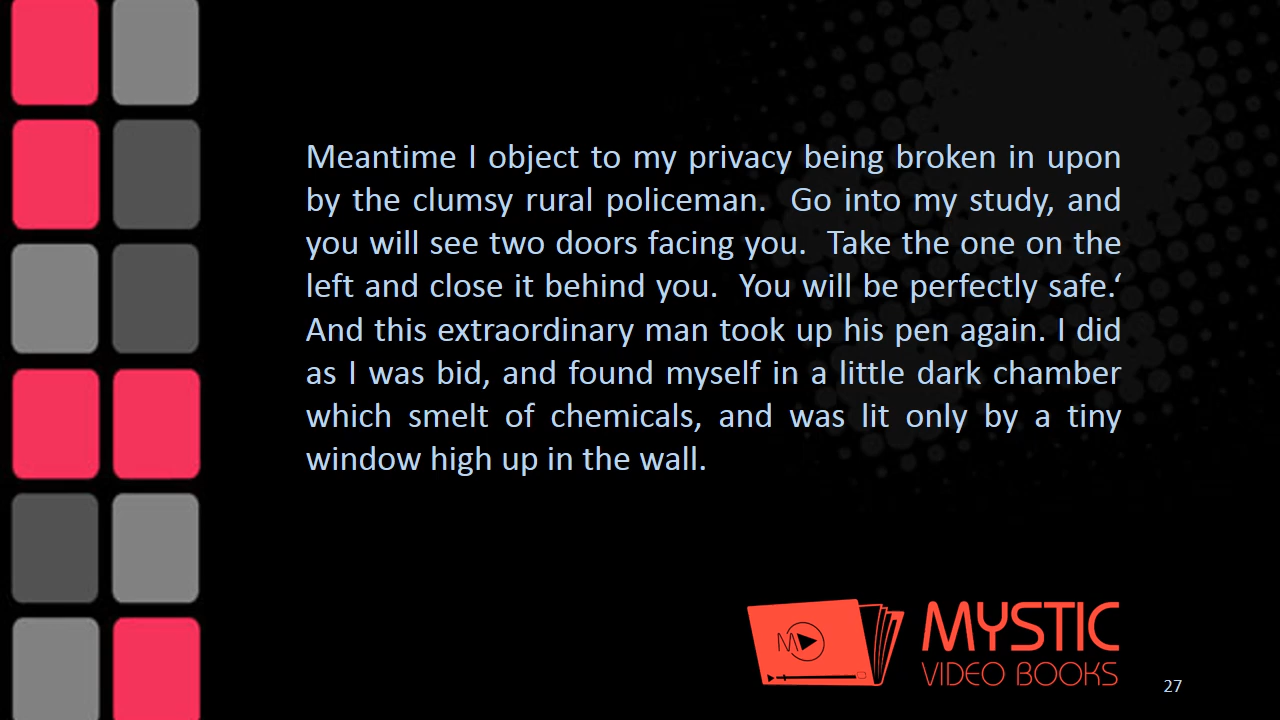 Meantime I object to my privacy being broken in upon
by the clumsy rural policeman.  Go into my study, and
you will see two doors facing you.  Take the one on the
left and close it behind you.  You will be perfectly safe.‘
And this extraordinary man took up his pen again. I did
as I was bid, and found myself in a little dark chamber
which smelt of chemicals, and was lit only by a tiny
window high up in the wall.
M
MYSTIC
VIDEO BOOKS
27